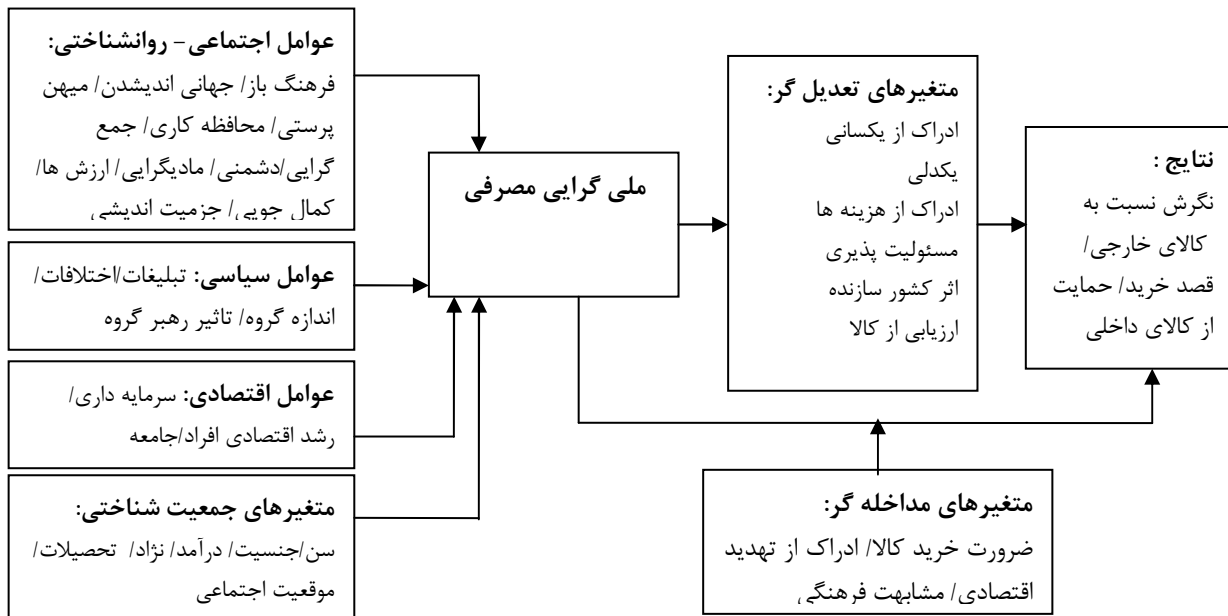 عوامل اجتماعی – روانشناختی:
فرهنگ باز/ جهانی اندیشدن/ میهن
پرستی/ محافظه کاری/ جمع
گرایی/دشمنی/ مادیگرایی/ ارزش ها/
کمال جویی/ جزمیت اندیشی
عوامل سیاسی: تبلیغات/اختلافات/
اندازه گروه/ تاثیر رهبر گروه
عوامل اقتصادی: سرمایه داری/
رشد اقتصادی افراد/جامعه
متغیرهای جمعیت شناختی:
سن/جنسیت/ درآمد/ نژاد/ تحصیلات/
موقعیت اجتماعی
ملی گرایی مصرفی
متغیرهای تعدیل گر:
ادراک از یکسانی
یکدلی
ادراک از هزینه ها
مسئولیت پذیری
اثر کشور سازنده
ارزیابی از کالا
نتایج :
نگرش نسبت به
کالای خارجی/
قصد خرید/ حمایت
از کالای داخلی
متغیرهای مداخله گر:
ضرورت خرید کالا/ ادراک از تهدید
اقتصادی/ مشابهت فرهنگی